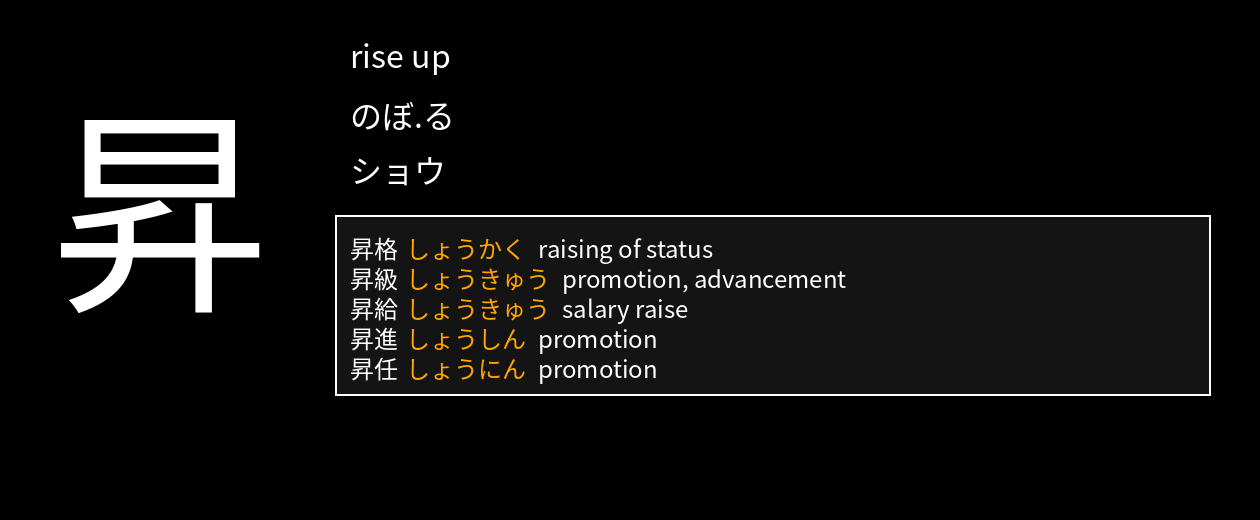 昇
rise up
のぼ.る
ショウ
昇格 しょうかく raising of status
昇級 しょうきゅう promotion, advancement
昇給 しょうきゅう salary raise
昇進 しょうしん promotion
昇任 しょうにん promotion